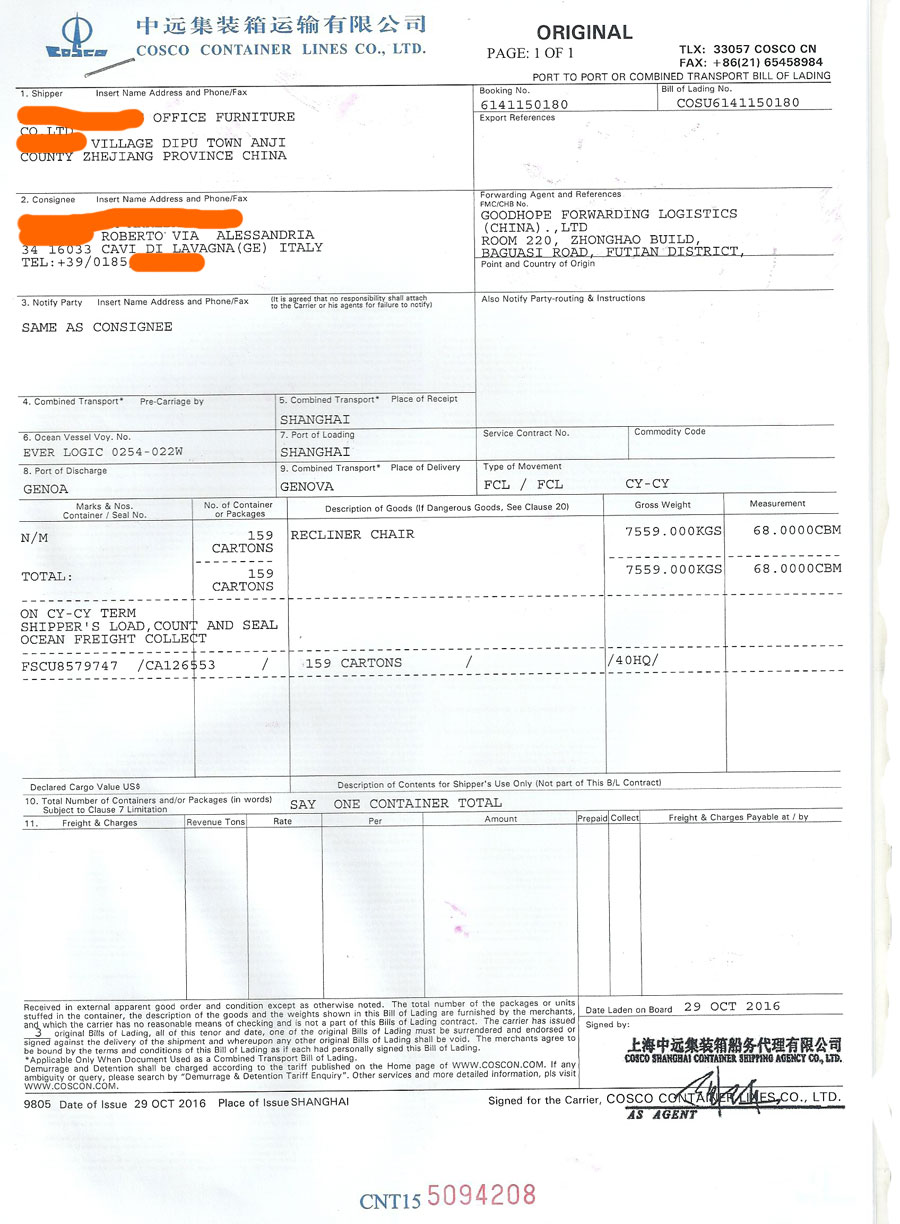 中远集装箱运输有限公司
COSCO
COSCO CONTAINER LINES CO., LTD.
ORIGINAL
PAGE: 1 OF 1
TLX: 33057 COSCO CN
FAX: +86(21) 65458984
PORT TO PORT OR COMBINED TRANSPORT BILL OF LADING
1. Shipper Insert Name Address and Phone/Fax
OFFICE FURNITURE
CO.LTD
VILLAGE DIPU TOWN ANJI
COUNTY ZHEJIANG PROVINCE CHINA
Booking No.
6141150180
Bill of Lading No.
COSU6141150180
Export References
2. Consignee Insert Name Address and Phone/Fax
ROBERTO VIA ALESSANDRIA
34 16033 CAVI DI LAVAGNA(GE) ITALY
TEL:+39/0185
Forwarding Agent and References
FMC/CHB No.
GOODHOPE FORWARDING LOGISTICS
(CHINA).,LTD
ROOM 220, ZHONGHAO BUILD,
BAGUASI ROAD, FUTIAN DISTRICT,
Point and Country of Origin
3. Notify Party Insert Name Address and Phone/Fax
(It is agreed that no responsibility shall attach
to the Carrier or his agents for failure to notify)
SAME AS CONSIGNEE
Also Notify Party-routing & Instructions
4. Combined Transport* Pre-Carriage by
5. Combined Transport* Place of Receipt
SHANGHAI
6. Ocean Vessel Voy. No.
EVER LOGIC 0254-022W
7. Port of Loading
SHANGHAI
Service Contract No.
Commodity Code
8. Port of Discharge
GENOA
9. Combined Transport* Place of Delivery
GENOVA
Type of Movement
FCL / FCL CY-CY
Marks & Nos.
Container / Seal No.
No. of Container
or Packages
Description of Goods (If Dangerous Goods, See Clause 20)
Gross Weight
Measurement
N/M 159 RECLINER CHAIR 7559.000KGS 68.0000CBM
CARTONS
TOTAL: 159 7559.000KGS 68.0000CBM
CARTONS
ON CY-CY TERM
SHIPPER'S LOAD,COUNT AND SEAL
OCEAN FREIGHT COLLECT
FSCU8579747 /CA126553 / 159 CARTONS / /40HQ/
Declared Cargo Value US$
Description of Contents for Shipper's Use Only (Not part of This B/L Contract)
10. Total Number of Containers and/or Packages (in words)
Subject to Clause 7 Limitation
SAY ONE CONTAINER TOTAL
11. Freight & Charges Revenue Tons Rate Per Amount Prepaid Collect Freight & Charges Payable at / by
Received in external apparent good order and condition except as otherwise noted. The total number of the packages or units
stuffed in the container, the description of the goods and the weights shown in this Bill of Lading are furnished by the merchants,
and which the carrier has no reasonable means of checking and is not a part of this Bills of Lading contract. The carrier has issued
3 original Bills of Lading, all of this tenor and date, one of the original Bills of Lading must be surrendered and endorsed or
signed against the delivery of the shipment and whereupon any other original Bills of Lading shall be void. The merchants agree to
be bound by the terms and conditions of this Bill of Lading as if each had personally signed this Bill of Lading.
*Applicable Only When Document Used as a Combined Transport Bill of Lading.
Demurrage and Detention shall be charged according to the tariff published on the Home page of WWW.COSCON.COM. If any
ambiguity or query, please search by "Demurrage & Detention Tariff Enquiry". Other services and more detailed information, pls visit
WWW.COSCON.COM.
Date Laden on Board 29 OCT 2016
Signed by:
上海中远集装箱船务代理有限公司
COSCO SHANGHAI CONTAINER SHIPPING AGENCY CO., LTD.
9805 Date of Issue 29 OCT 2016 Place of Issue SHANGHAI
Signed for the Carrier, COSCO CONTAINER LINES CO., LTD.
AS AGENT
CNT15 5094208